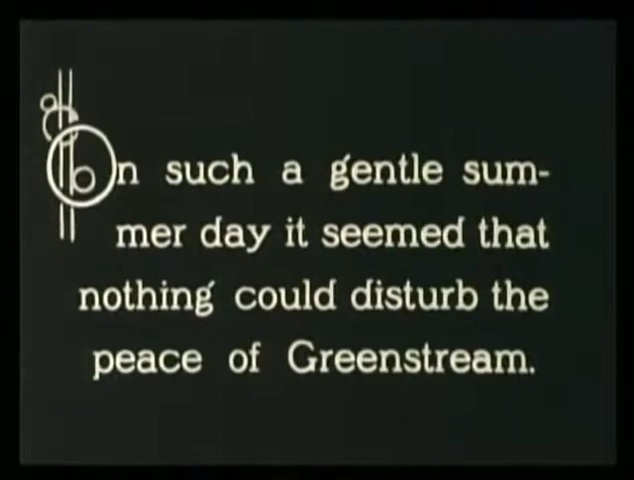 On such a gentle sum-
mer day it seemed that
nothing could disturb the
peace of Greenstream.